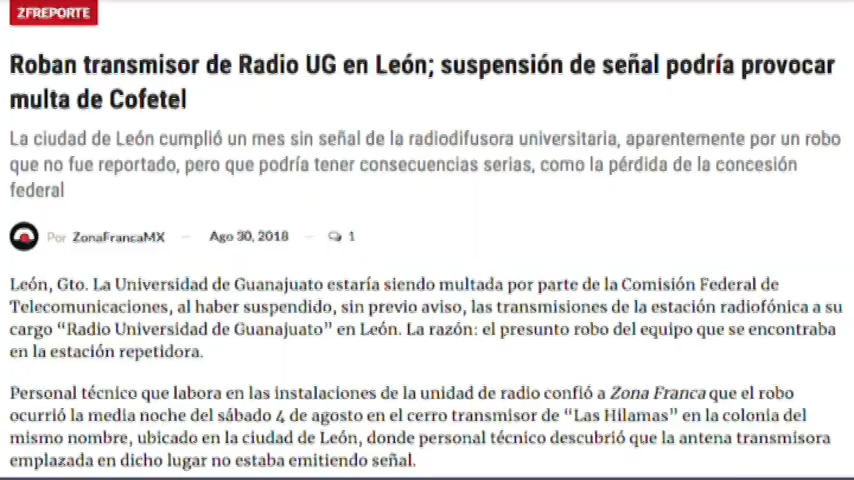 ZFREPORTE
Roban transmisor de Radio UG en León; suspensión de señal podría provocar
multa de Cofetel
La ciudad de León cumplió un mes sin señal de la radiodifusora universitaria, aparentemente por un robo
que no fue reportado, pero que podría tener consecuencias serias, como la pérdida de la concesión
federal
Por ZonaFrancaMX – Ago 30, 2018 – 1
León, Gto. La Universidad de Guanajuato estaría siendo multada por parte de la Comisión Federal de
Telecomunicaciones, al haber suspendido, sin previo aviso, las transmisiones de la estación radiofónica a su
cargo “Radio Universidad de Guanajuato” en León. La razón: el presunto robo del equipo que se encontraba
en la estación repetidora.
Personal técnico que labora en las instalaciones de la unidad de radio confió a Zona Franca que el robo
ocurrió la media noche del sábado 4 de agosto en el cerro transmisor de “Las Hilamas” en la colonia del
mismo nombre, ubicado en la ciudad de León, donde personal técnico descubrió que la antena transmisora
emplazada en dicho lugar no estaba emitiendo señal.